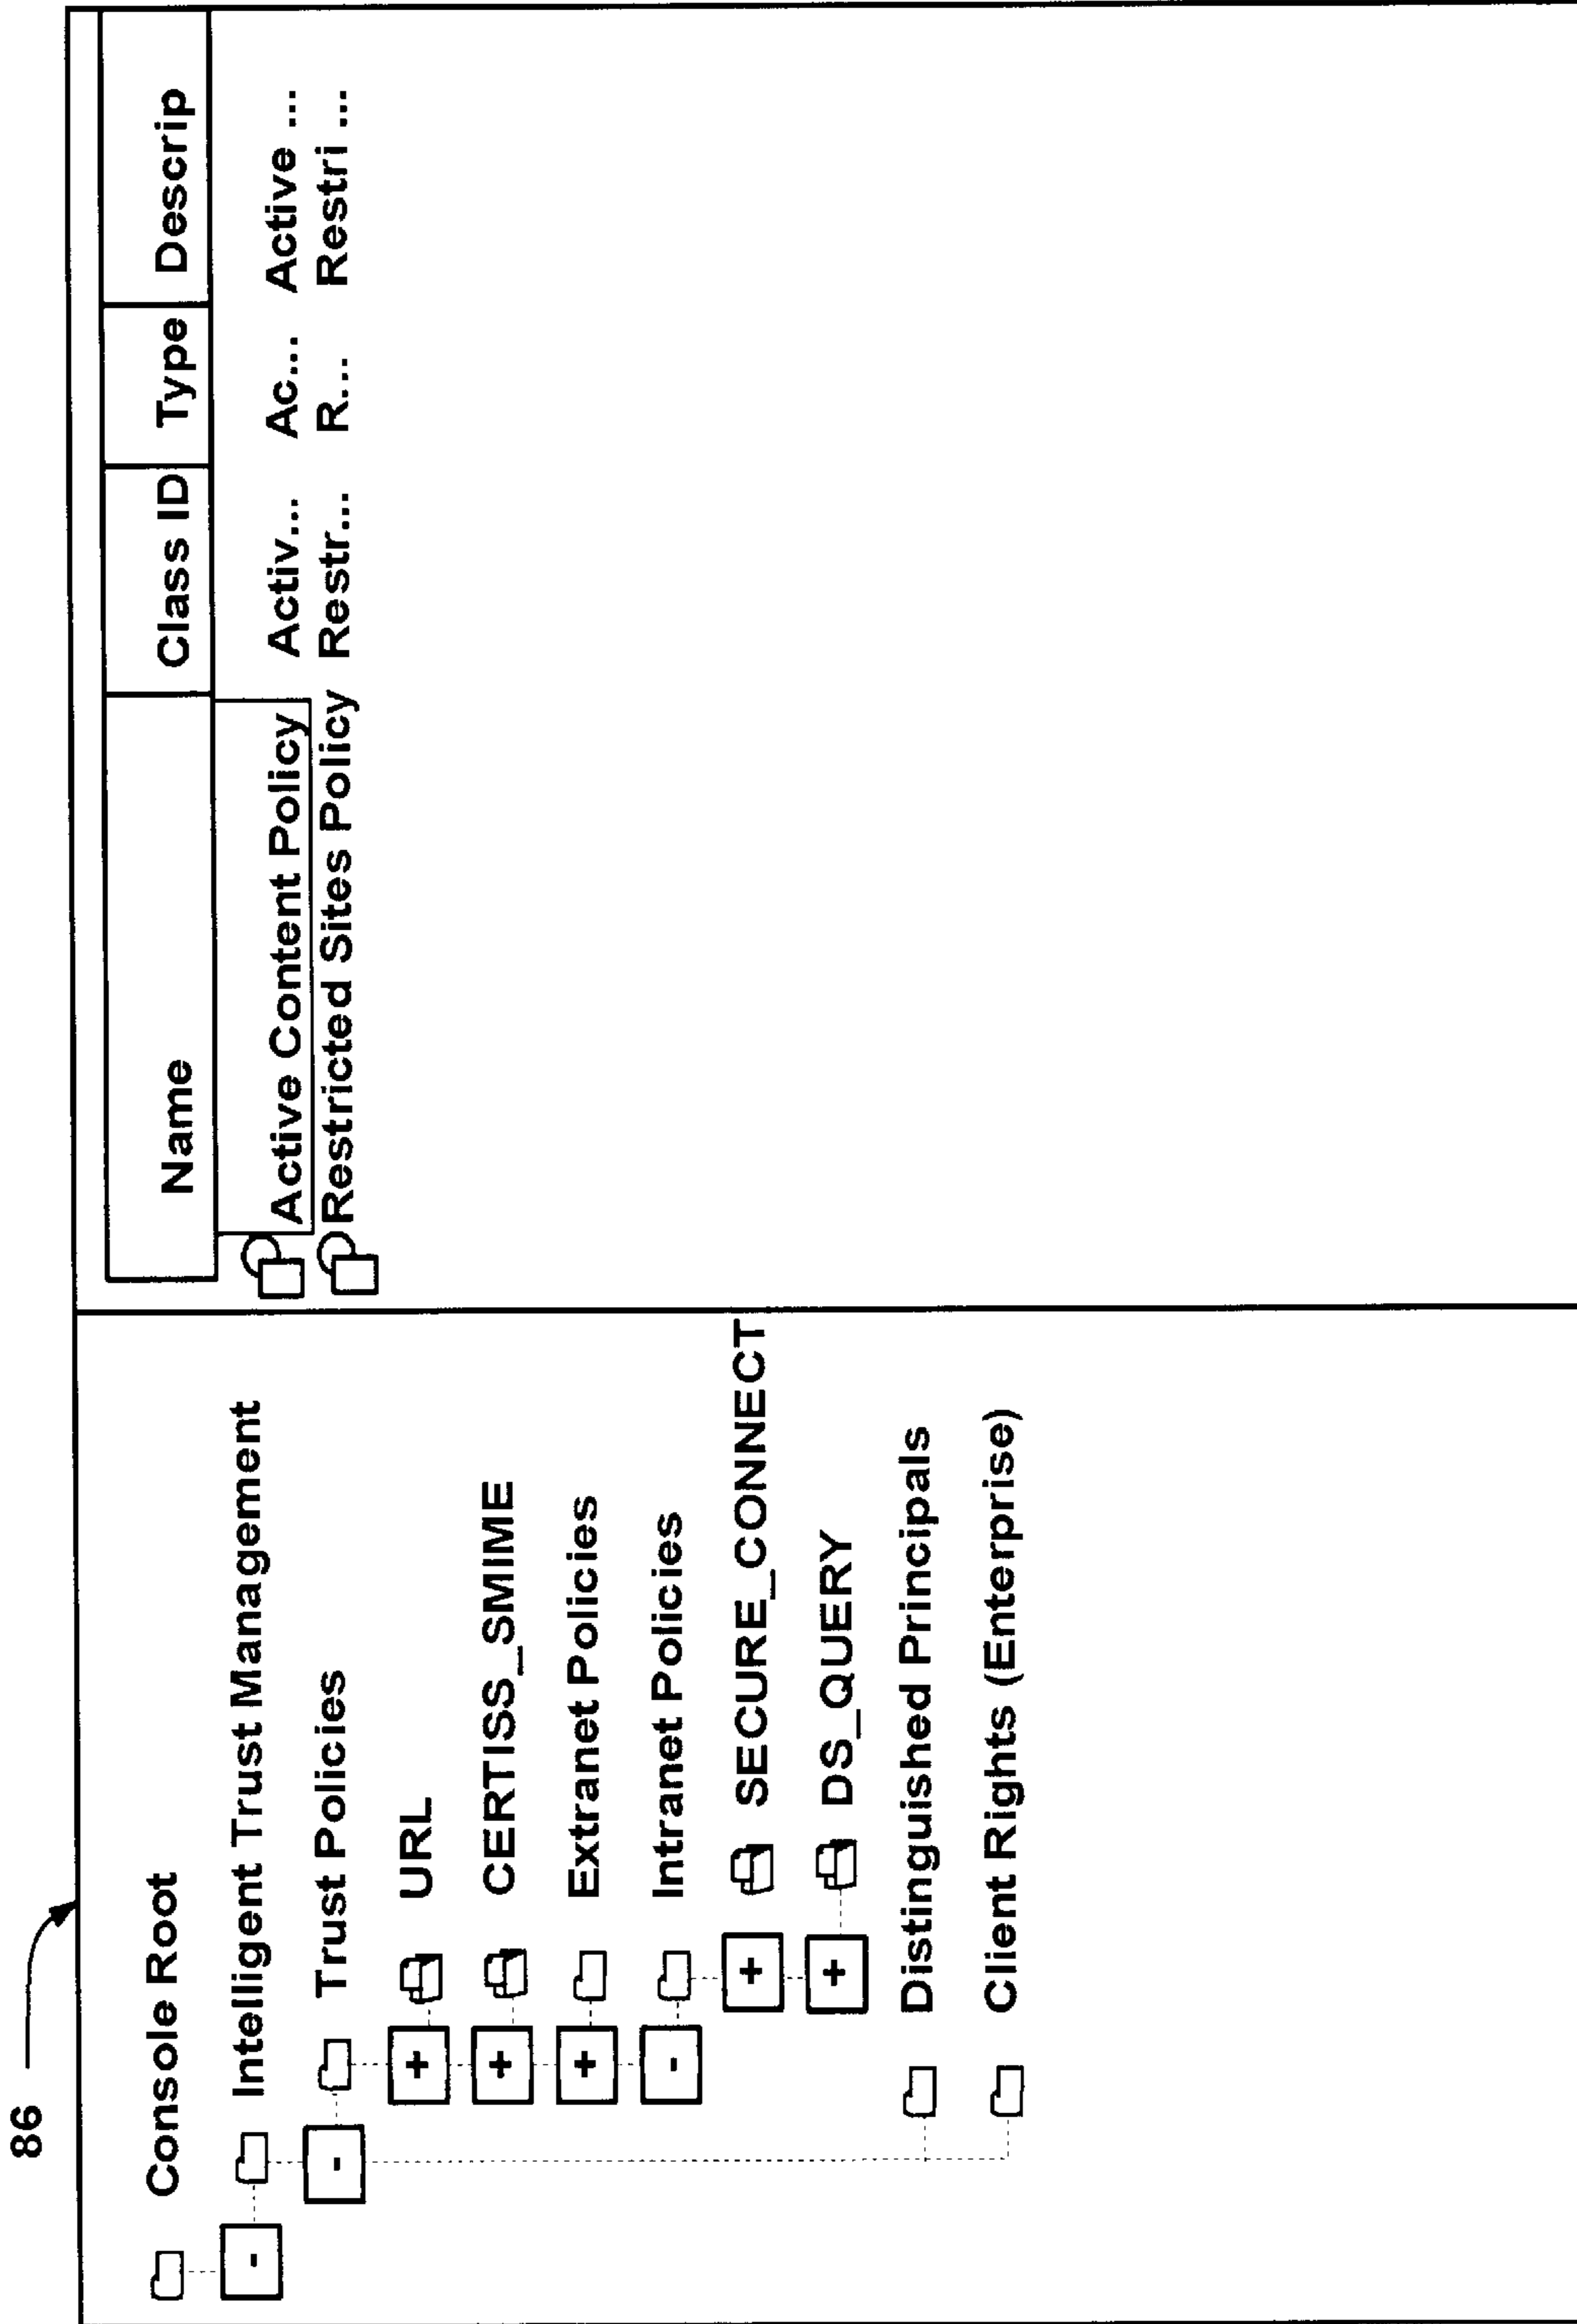 86
Console Root
- Intelligent Trust Management
- Trust Policies
+ URL
+ CERTISS_SMIME
+ Extranet Policies
- Intranet Policies
+ SECURE_CONNECT
+ DS_QUERY
Distinguished Principals
Client Rights (Enterprise)
Name Class ID Type Descrip
Active Content Policy Activ... Ac... Active ...
Restricted Sites Policy Restr... R... Restri ...